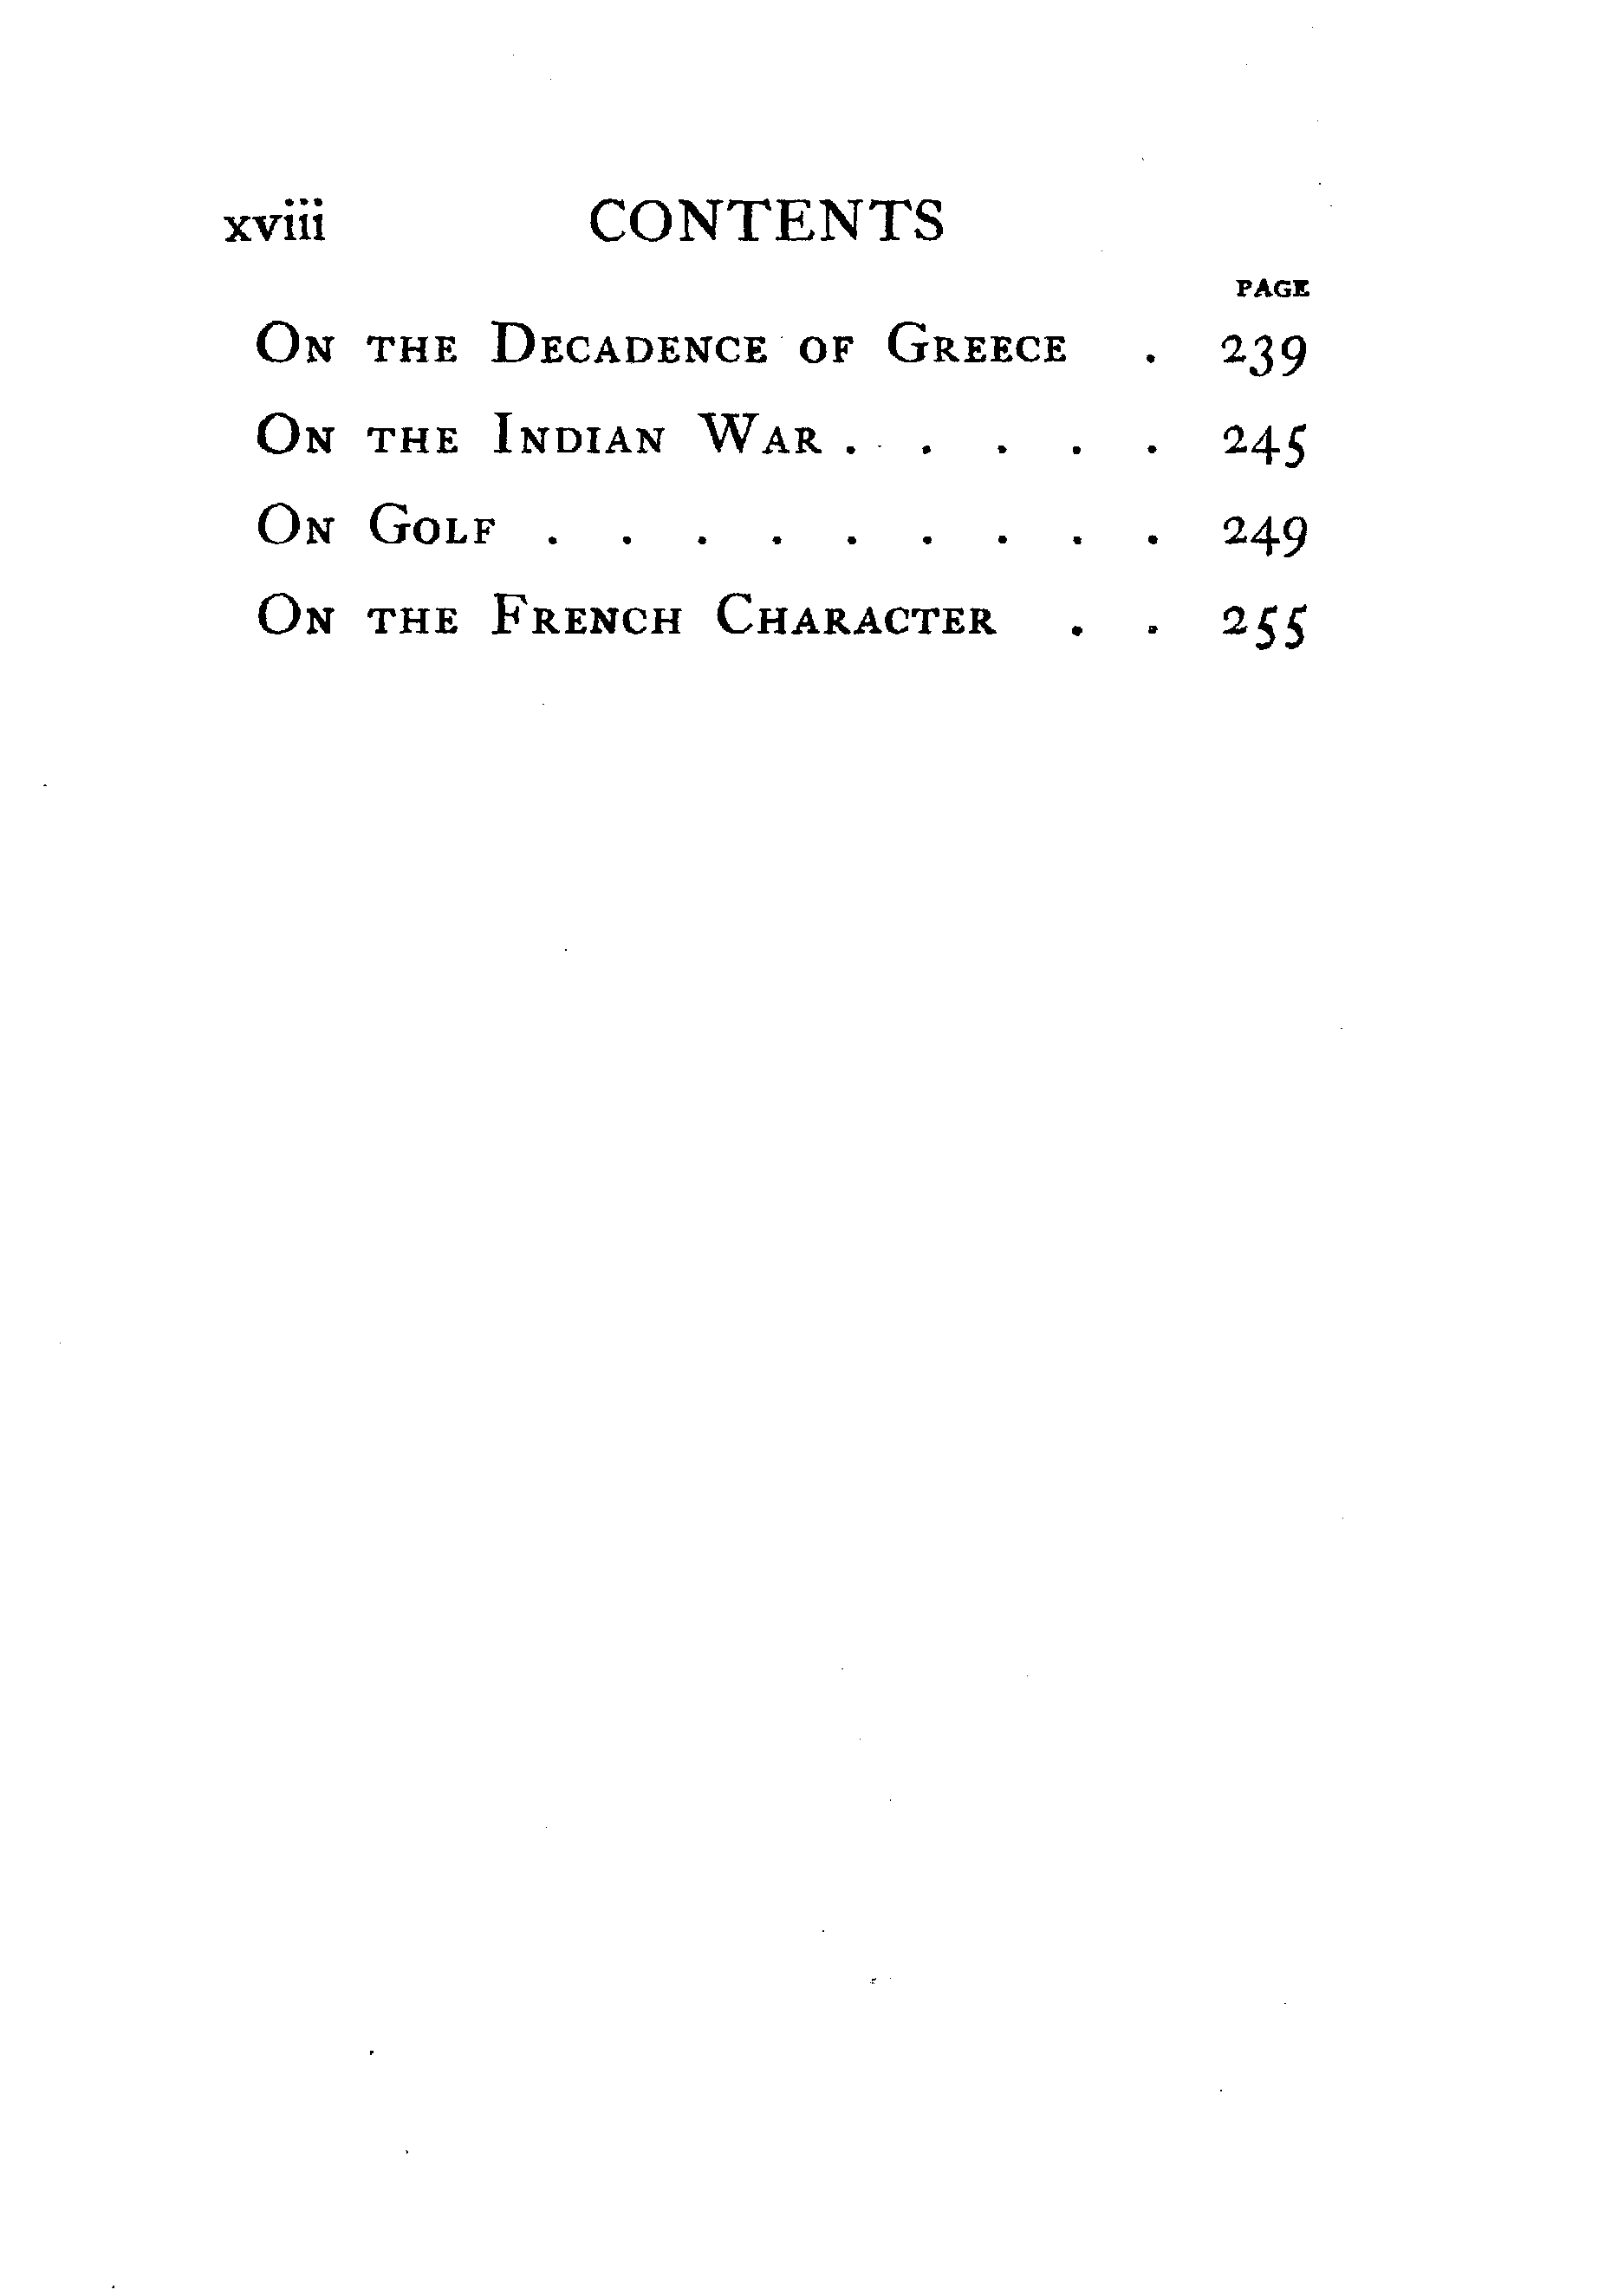 xviii CONTENTS
PAGE
On the Decadence of Greece . 239
On the Indian War . . . . . 245
On Golf . . . . . . . . . 249
On the French Character . . 255